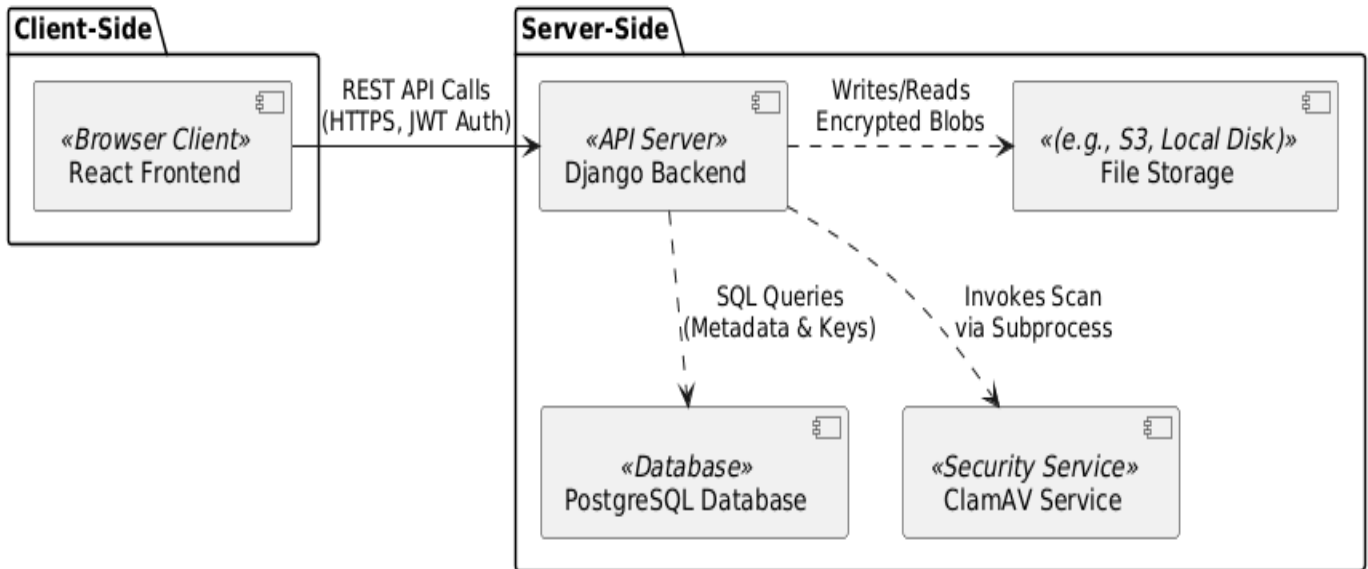 Client-Side
«Browser Client»
React Frontend
REST API Calls
(HTTPS, JWT Auth)
Server-Side
«API Server»
Django Backend
Writes/Reads
Encrypted Blobs
«(e.g., S3, Local Disk)»
File Storage
SQL Queries
(Metadata & Keys)
Invokes Scan
via Subprocess
«Database»
PostgreSQL Database
«Security Service»
ClamAV Service